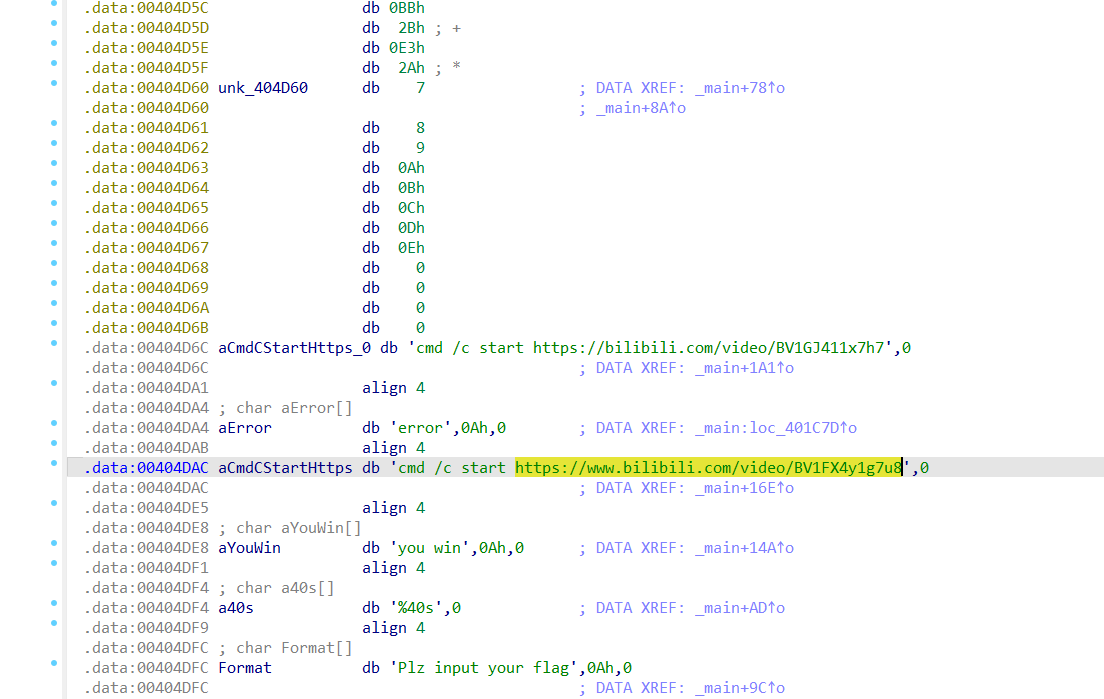 .data:00404D5C db 0BBh
.data:00404D5D db 2Bh ; +
.data:00404D5E db 0E3h
.data:00404D5F db 2Ah ; *
.data:00404D60 unk_404D60 db 7 ; DATA XREF: _main+78↑o
.data:00404D60 ; _main+8A↑o
.data:00404D61 db 8
.data:00404D62 db 9
.data:00404D63 db 0Ah
.data:00404D64 db 0Bh
.data:00404D65 db 0Ch
.data:00404D66 db 0Dh
.data:00404D67 db 0Eh
.data:00404D68 db 0
.data:00404D69 db 0
.data:00404D6A db 0
.data:00404D6B db 0
.data:00404D6C aCmdCStartHttps_0 db 'cmd /c start https://bilibili.com/video/BV1GJ411x7h7',0
.data:00404D6C ; DATA XREF: _main+1A1↑o
.data:00404DA1 align 4
.data:00404DA4 ; char aError[]
.data:00404DA4 aError db 'error',0Ah,0 ; DATA XREF: _main:loc_401C7D↑o
.data:00404DAB align 4
.data:00404DAC aCmdCStartHttps db 'cmd /c start https://www.bilibili.com/video/BV1FX4y1g7u8',0
.data:00404DAC ; DATA XREF: _main+16E↑o
.data:00404DE5 align 4
.data:00404DE8 ; char aYouWin[]
.data:00404DE8 aYouWin db 'you win',0Ah,0 ; DATA XREF: _main+14A↑o
.data:00404DF1 align 4
.data:00404DF4 ; char a40s[]
.data:00404DF4 a40s db '%40s',0 ; DATA XREF: _main+AD↑o
.data:00404DF9 align 4
.data:00404DFC ; char Format[]
.data:00404DFC Format db 'Plz input your flag',0Ah,0
.data:00404DFC ; DATA XREF: _main+9C↑o